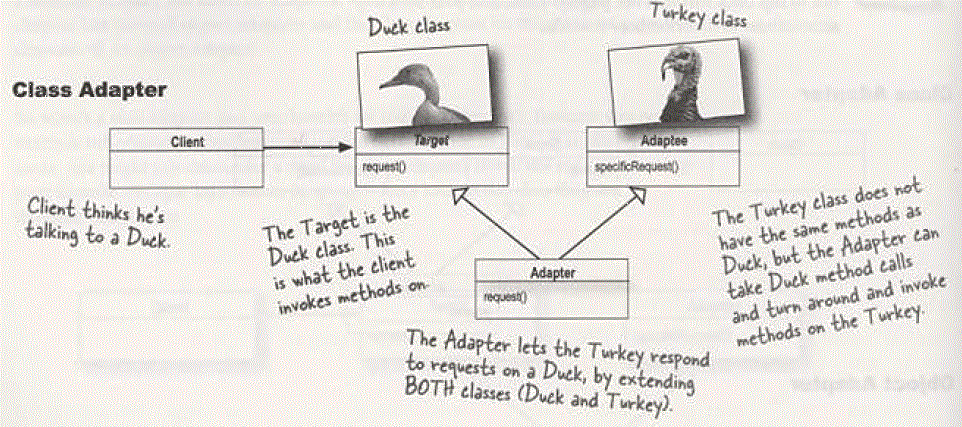 Duck class
Turkey class
Class Adapter
Client
Target
request()
Adaptee
specificRequest()
Client thinks he's
talking to a Duck.
The Target is the
Duck class. This
is what the client
invokes methods on.
The Turkey class does not
have the same methods as
Duck, but the Adapter can
take Duck method calls
and turn around and invoke
methods on the Turkey.
Adapter
request()
The Adapter lets the Turkey respond
to requests on a Duck, by extending
BOTH classes (Duck and Turkey).